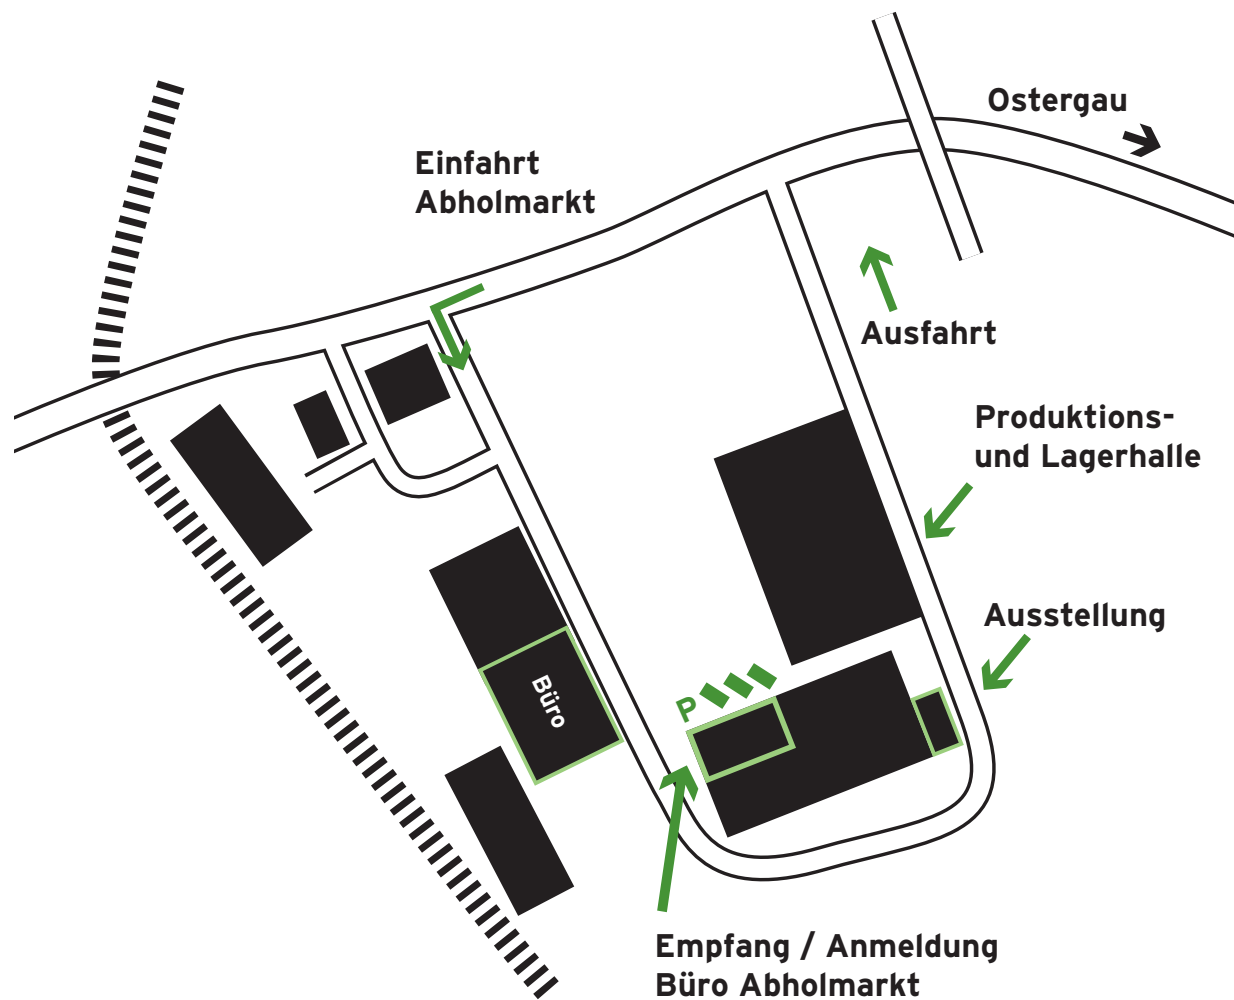 Ostergau
Einfahrt
Abholmarkt
Ausfahrt
Produktions-
und Lagerhalle
Ausstellung
Büro
P
Empfang / Anmeldung
Büro Abholmarkt